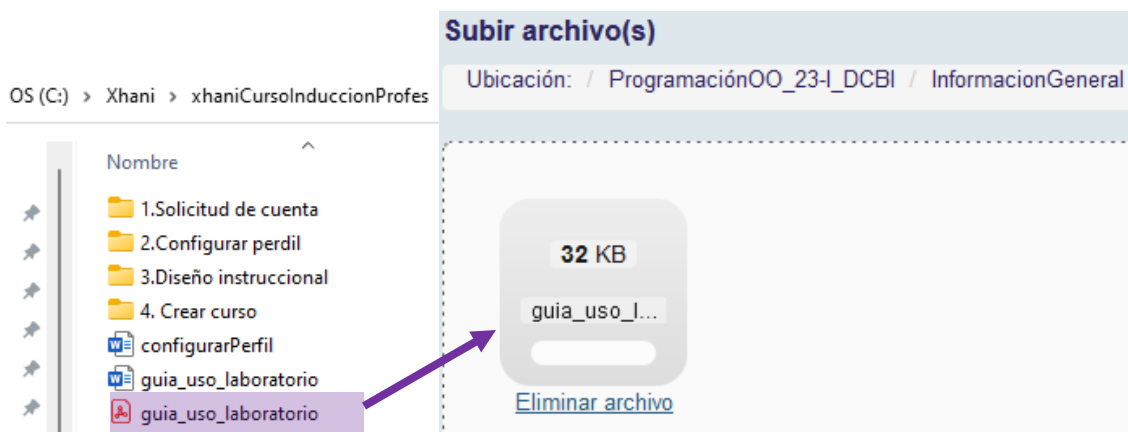 Subir archivo(s)
Ubicación: / ProgramaciónOO_23-I_DCBI / InformacionGeneral
OS (C:) > Xhani > xhaniCursoInduccionProfes
Nombre
1.Solicitud de cuenta
2.Configurar perdil
3.Diseño instruccional
4. Crear curso
configurarPerfil
guia_uso_laboratorio
guia_uso_laboratorio
32 KB
guia_uso_l...
Eliminar archivo